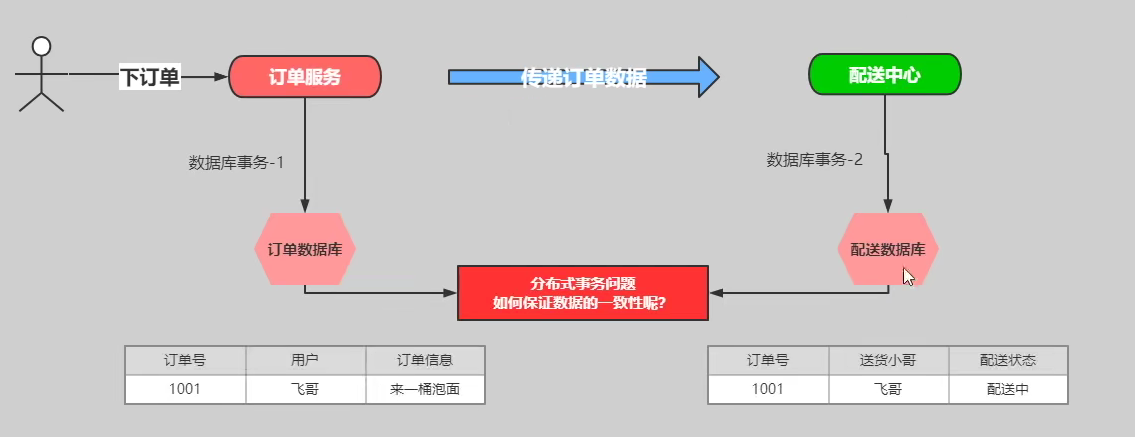 下订单
订单服务
传递订单数据
配送中心
数据库事务-1
数据库事务-2
订单数据库
配送数据库
分布式事务问题
如何保证数据的一致性呢?
订单号 用户 订单信息
1001 飞哥 来一桶泡面
订单号 送货小哥 配送状态
1001 飞哥 配送中